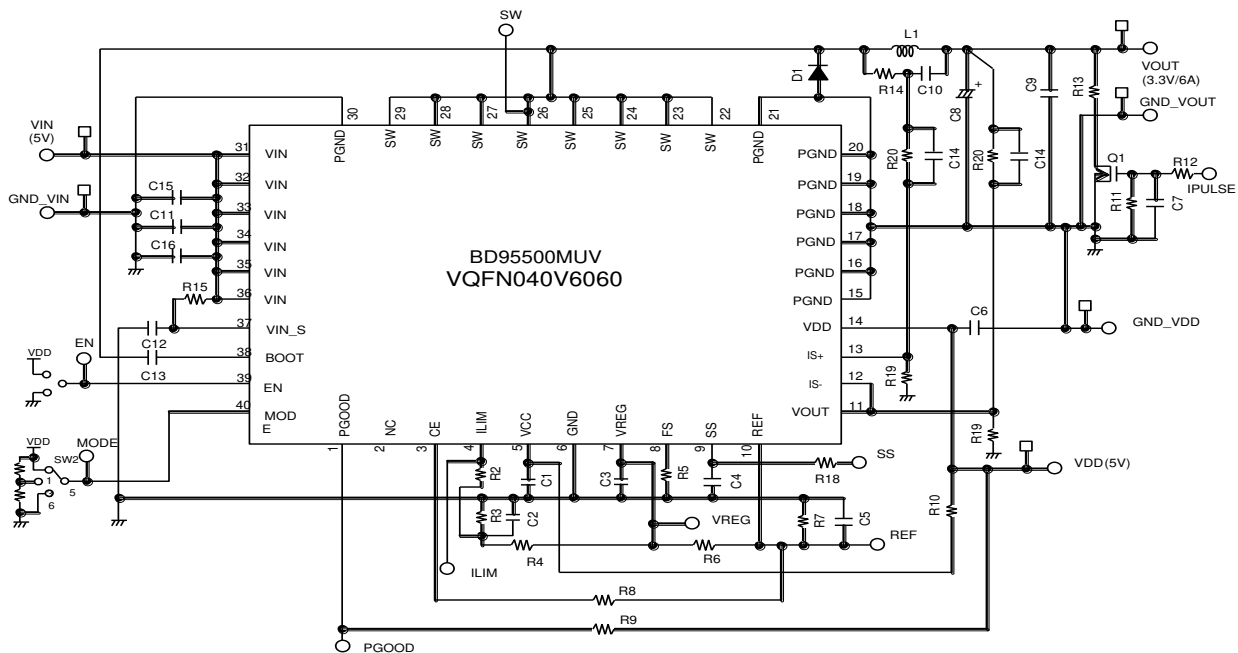 SW
L1
VOUT
(3.3V/6A)
D1
R14
C10
C8
+
C9
R13
GND_VOUT
30
29
28
27
26
25
24
23
22
21
PGND
SW
SW
SW
SW
SW
SW
SW
SW
PGND
VIN
(5V)
31
VIN
32
VIN
33
VIN
34
VIN
35
VIN
36
VIN
37
VIN_S
38
BOOT
39
EN
40
MOD
E
GND_VIN
C15
C11
C16
R15
C12
C13
EN
VDD
VDD
MODE
SW2
1
5
6
BD95500MUV
VQFN040V6060
PGND
20
PGND
19
PGND
18
PGND
17
PGND
16
PGND
15
VDD
14
IS+
13
IS-
12
VOUT
11
R20
C14
R20
C14
Q1
R12
IPULSE
R11
C7
C6
GND_VDD
R19
R19
PGOOD
NC
CE
ILIM
VCC
GND
VREG
FS
SS
REF
1
2
3
4
5
6
7
8
9
10
R2
C1
C3
R5
C4
R18
SS
VDD(5V)
R10
R3
C2
VREG
R7
C5
REF
R4
R6
ILIM
R8
R9
PGOOD